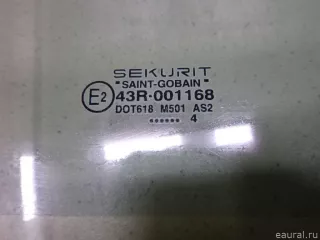 SEKURIT
"SAINT-GOBAIN"
E2 43R-001168
DOT618 M501 AS2
...... 4
eaural.ru